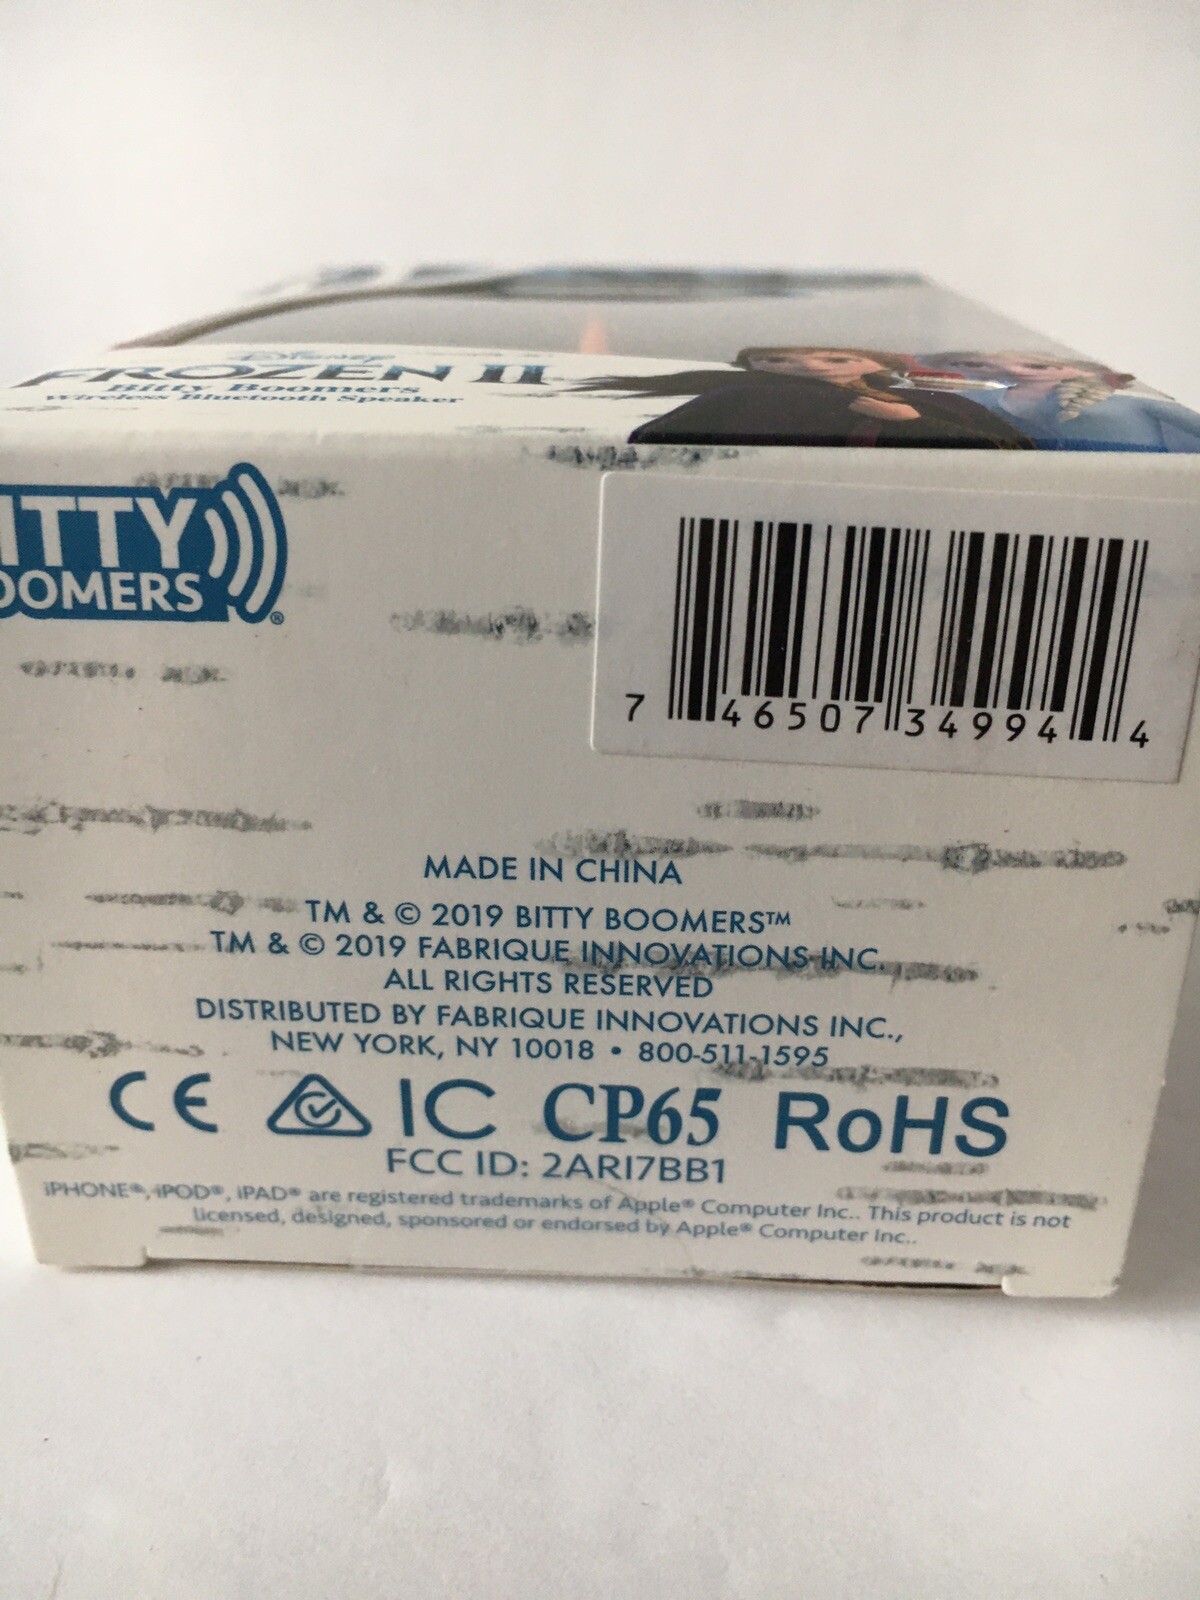 Disney
FROZEN II
Bitty Boomers
Wireless Bluetooth Speaker
ITTY
OOMERS®
7 46507 34994 4
MADE IN CHINA
TM & © 2019 BITTY BOOMERS™
TM & © 2019 FABRIQUE INNOVATIONS INC.
ALL RIGHTS RESERVED
DISTRIBUTED BY FABRIQUE INNOVATIONS INC.,
NEW YORK, NY 10018 • 800-511-1595
CE IC CP65 RoHS
FCC ID: 2ARI7BB1
iPHONE®, iPOD®, iPAD® are registered trademarks of Apple® Computer Inc.. This product is not
licensed, designed, sponsored or endorsed by Apple® Computer Inc..